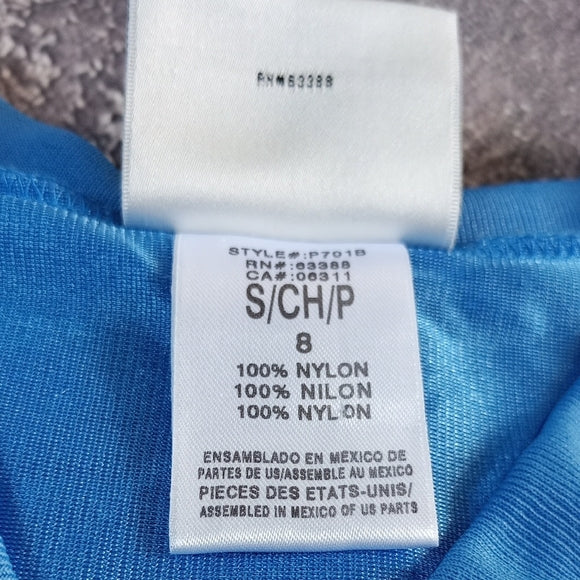 RN#63388
STYLE#:P701B
RN#:63388
CA#:06311
S/CH/P
8
100% NYLON
100% NILON
100% NYLON
ENSAMBLADO EN MEXICO DE
PARTES DE US/ASSEMBLE AU MEXICO
PIECES DES ETATS-UNIS/
ASSEMBLED IN MEXICO OF US PARTS